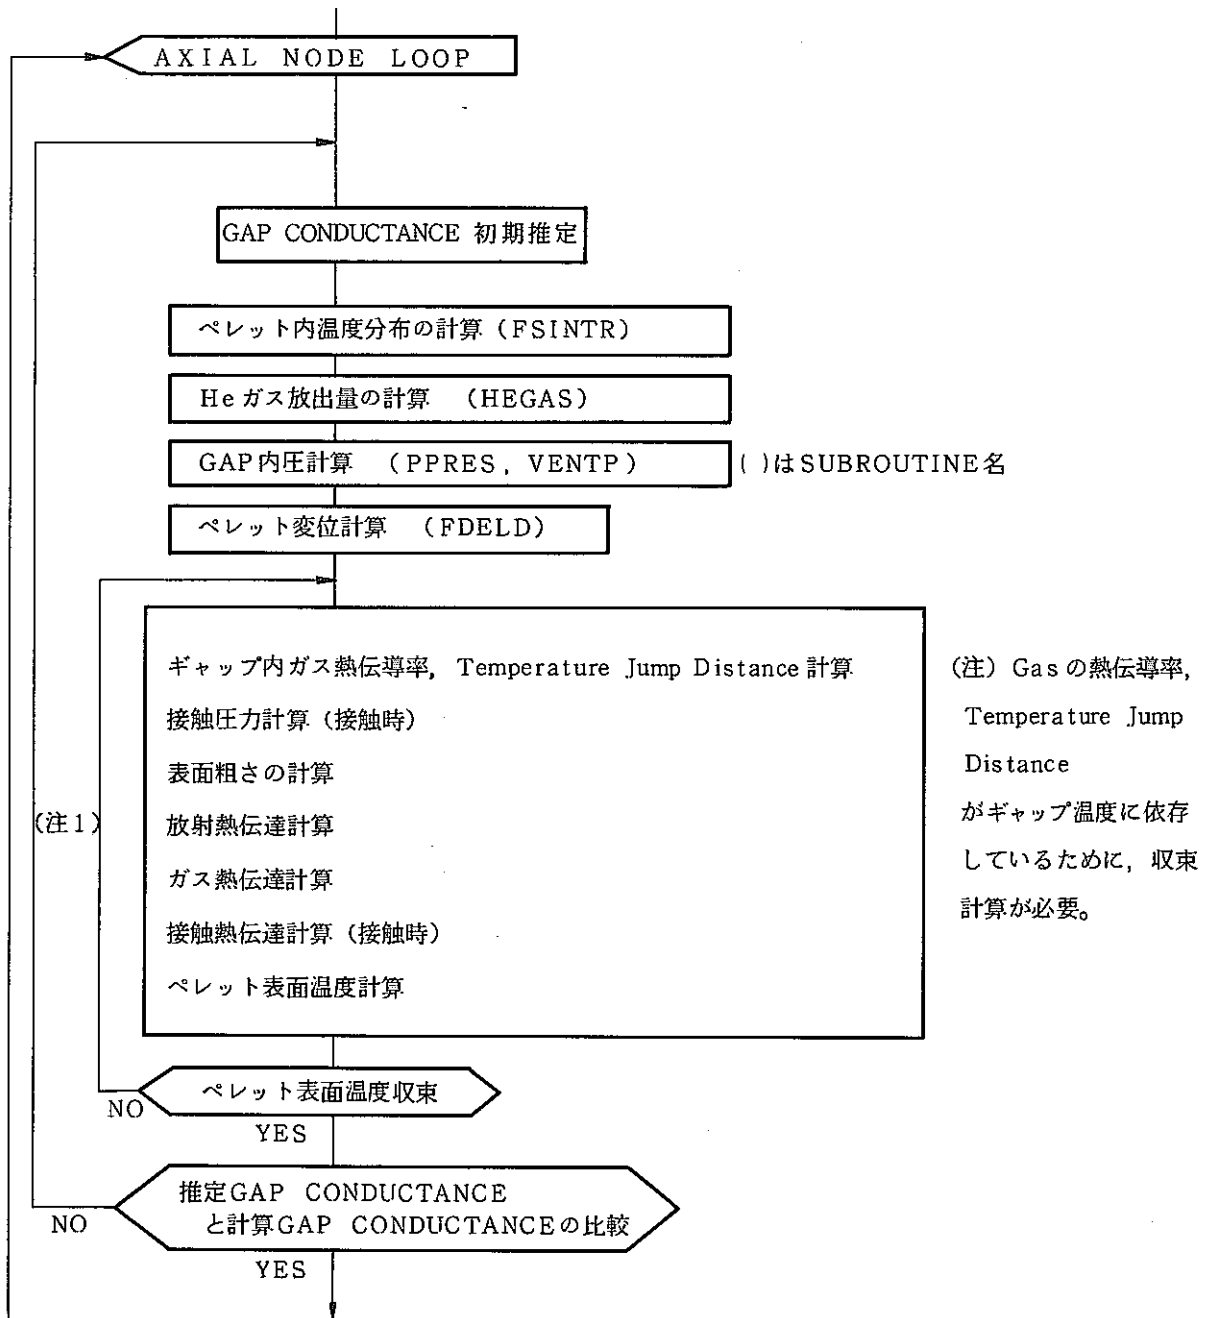 AXIAL NODE LOOP
GAP CONDUCTANCE 初期推定
ペレット内温度分布の計算 (FSINTR)
Heガス放出量の計算 (HEGAS)
GAP内圧計算 (PPRES, VENTP)
( )はSUBROUTINE名
ペレット変位計算 (FDELD)
ギャップ内ガス熱伝導率, Temperature Jump Distance 計算
接触圧力計算 (接触時)
表面粗さの計算
放射熱伝達計算
ガス熱伝達計算
接触熱伝達計算 (接触時)
ペレット表面温度計算
(注) Gasの熱伝導率,
Temperature Jump
Distance
がギャップ温度に依存
しているために, 収束
計算が必要。
(注1)
ペレット表面温度収束
NO
YES
推定GAP CONDUCTANCE
と計算GAP CONDUCTANCEの比較
NO
YES